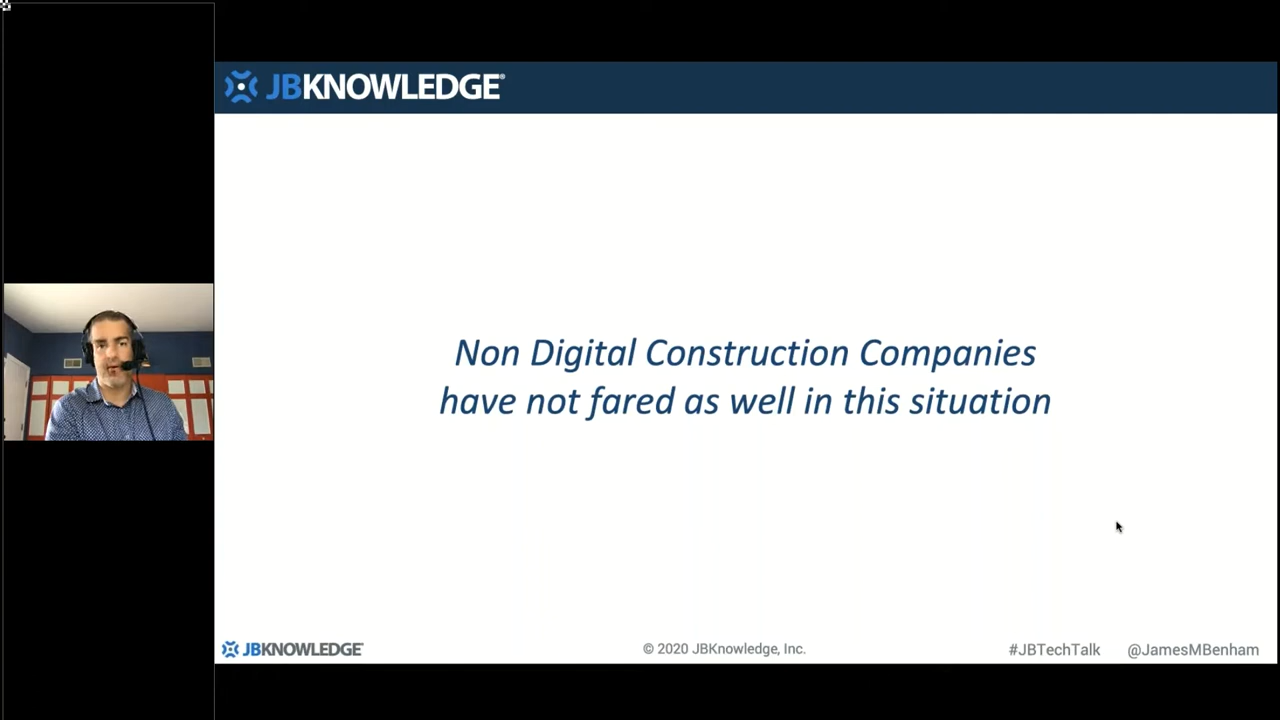 JBKNOWLEDGE®
Non Digital Construction Companies
have not fared as well in this situation
JBKNOWLEDGE
© 2020 JBKnowledge, Inc.
#JBTechTalk
@JamesMBenham